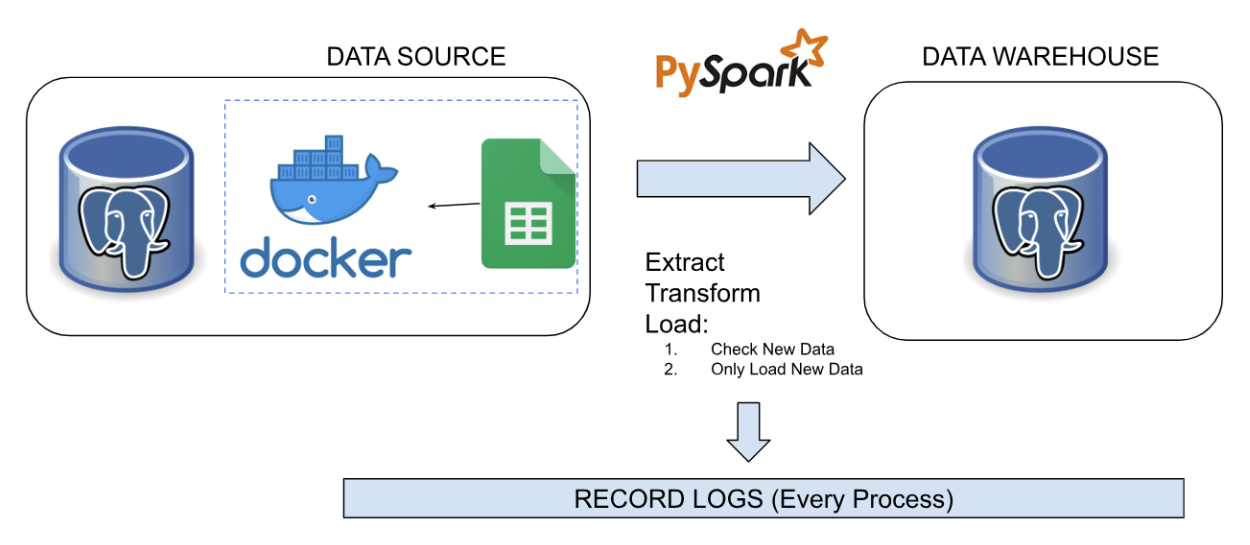 DATA SOURCE
PySpark
DATA WAREHOUSE
docker
Extract
Transform
Load:
1. Check New Data
2. Only Load New Data
RECORD LOGS (Every Process)